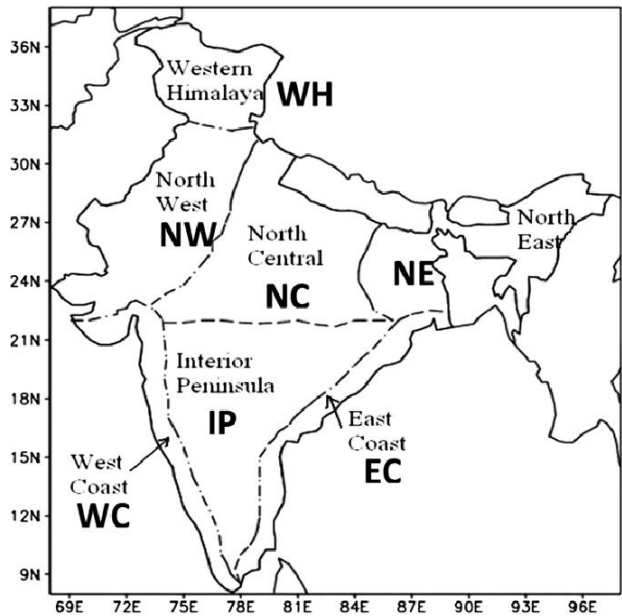 36N
Western
Himalaya
WH
33N
30N
North
West
27N
North
East
NW
North
Central
NE
24N
NC
21N
Interior
Peninsula
18N
IP
East
Coast
15N
West
Coast
EC
WC
12N
9N
69E 72E 75E 78E 81E 84E 87E 90E 93E 96E